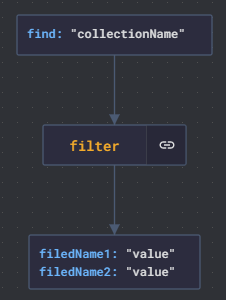 find: "collectionName"
filter
filedName1: "value"
filedName2: "value"